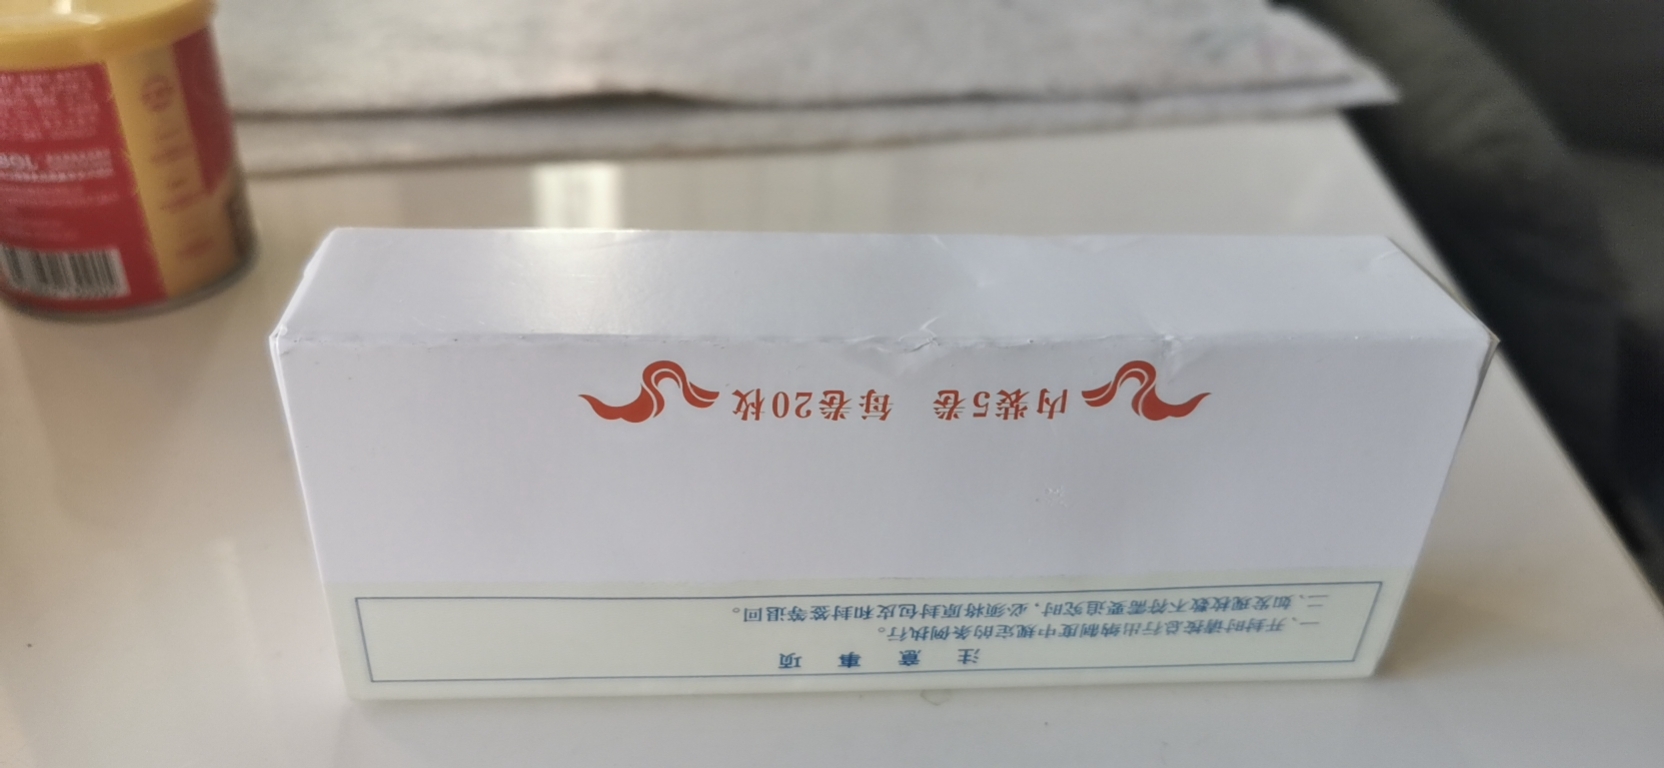 注意事项
一、开封时请按总行出纳制度中规定的条例执行。
二、如发现枚数不符需要追究时，必须将原封包皮和封签等退回。
内装5卷 每卷20枚